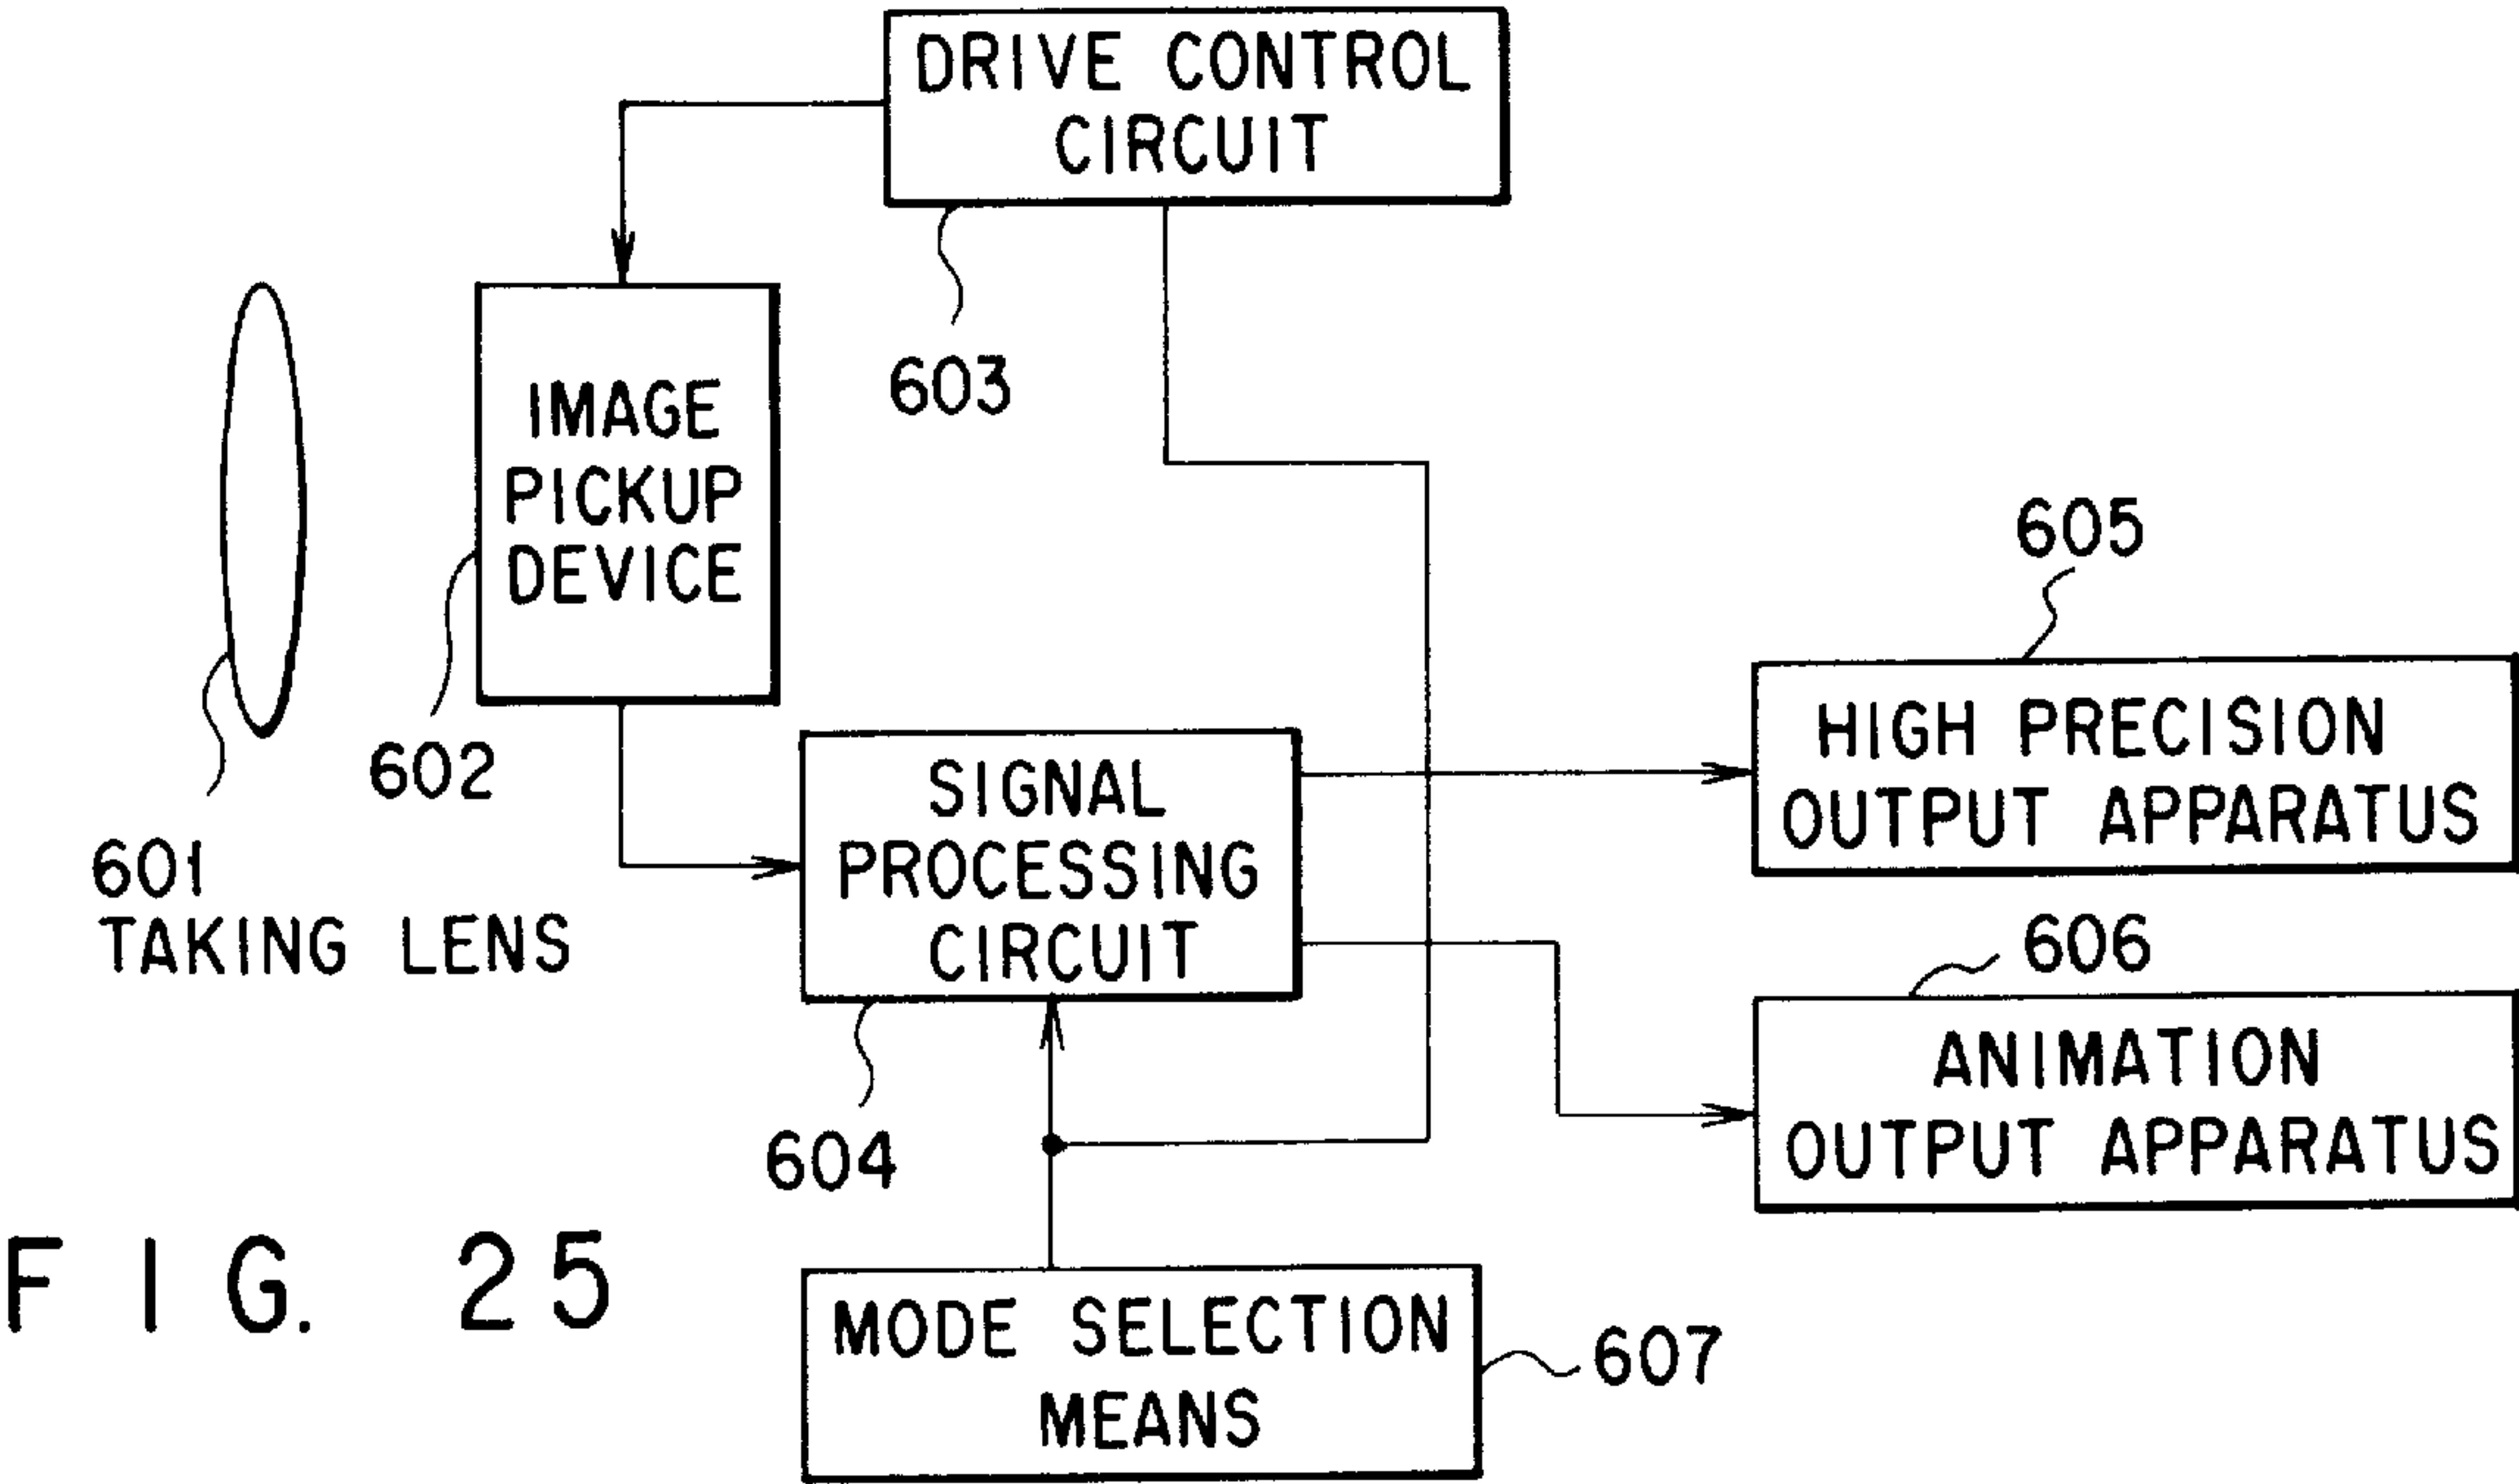 DRIVE CONTROL
CIRCUIT
603
IMAGE
PICKUP
DEVICE
602
601
TAKING LENS
SIGNAL
PROCESSING
CIRCUIT
604
605
HIGH PRECISION
OUTPUT APPARATUS
606
ANIMATION
OUTPUT APPARATUS
MODE SELECTION
MEANS
607
FIG. 25